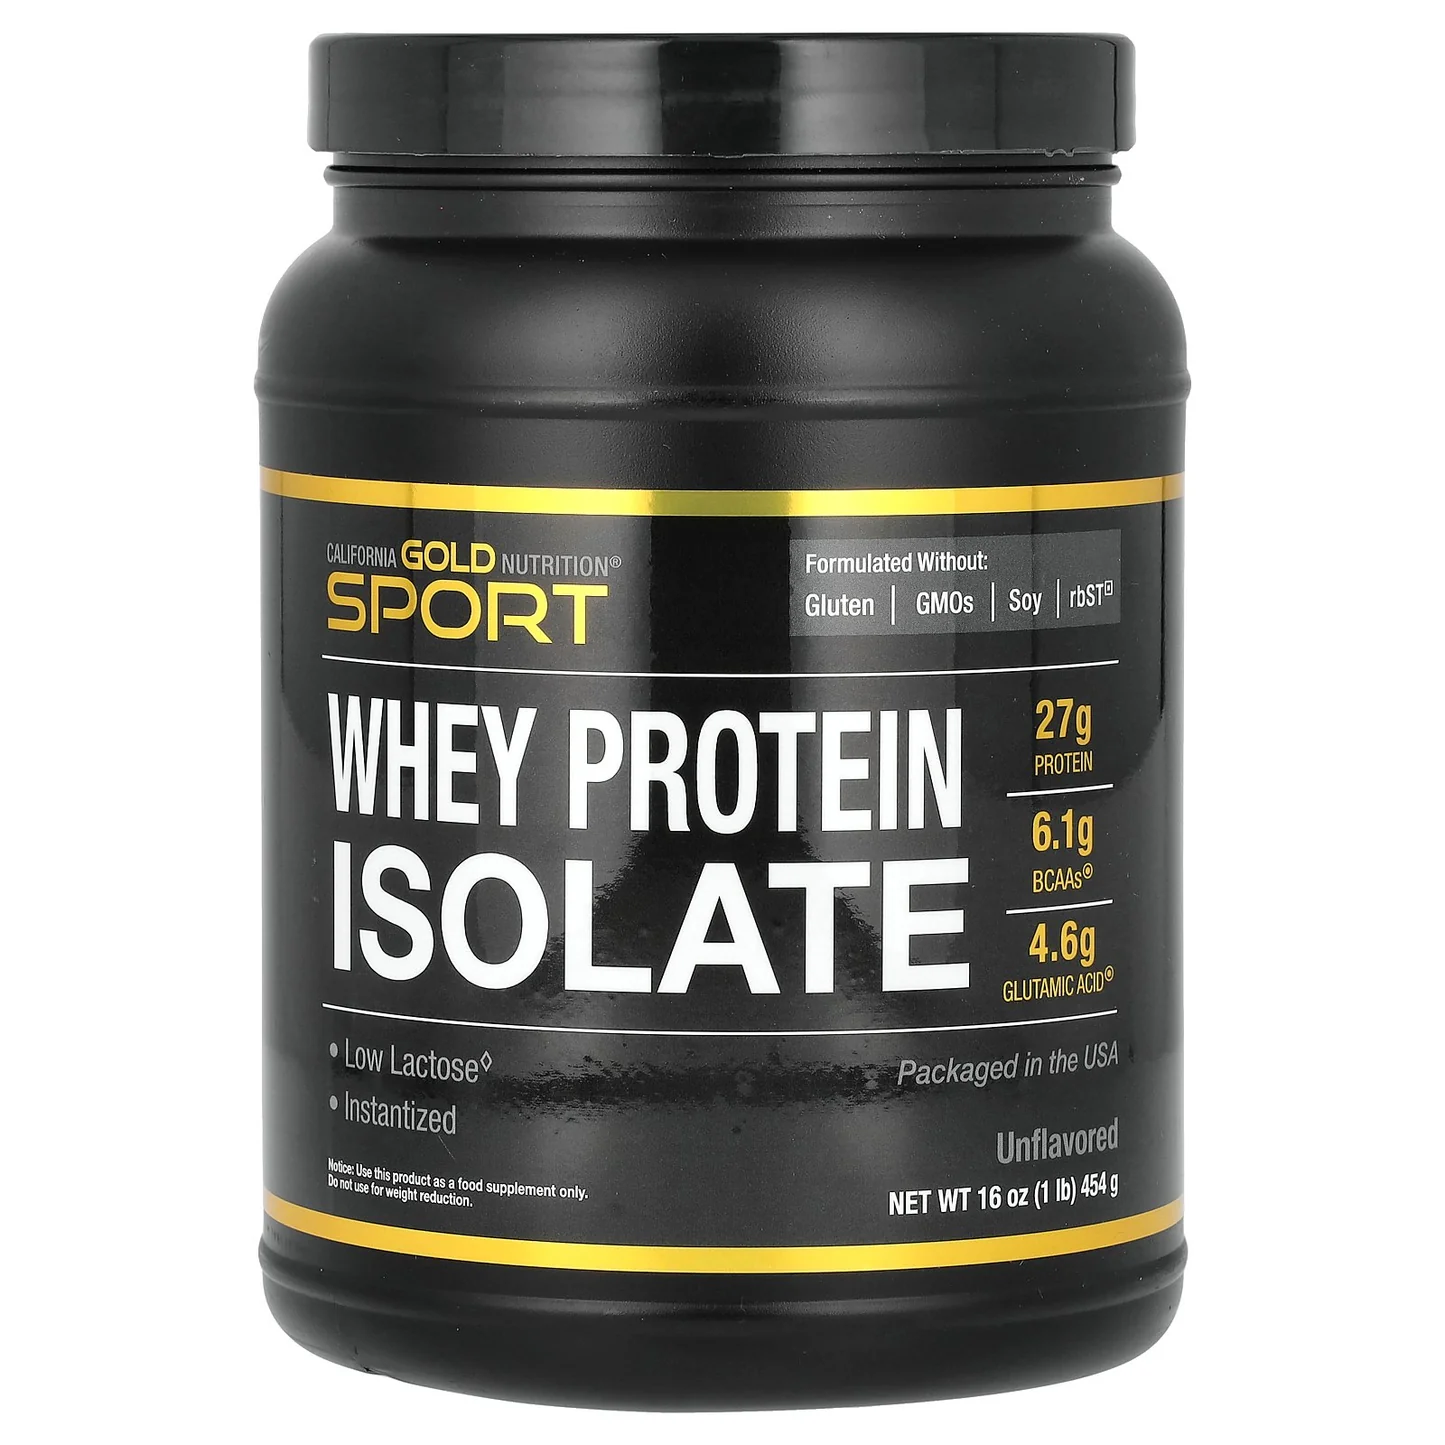 CALIFORNIA GOLD NUTRITION®
SPORT
Formulated Without:
Gluten | GMOs | Soy | rbST
WHEY PROTEIN
ISOLATE
27g
PROTEIN
6.1g
BCAAs
4.6g
GLUTAMIC ACID
• Low Lactose◊
• Instantized
Packaged in the USA
Unflavored
Notice: Use this product as a food supplement only.
Do not use for weight reduction.
NET WT 16 oz (1 lb) 454 g